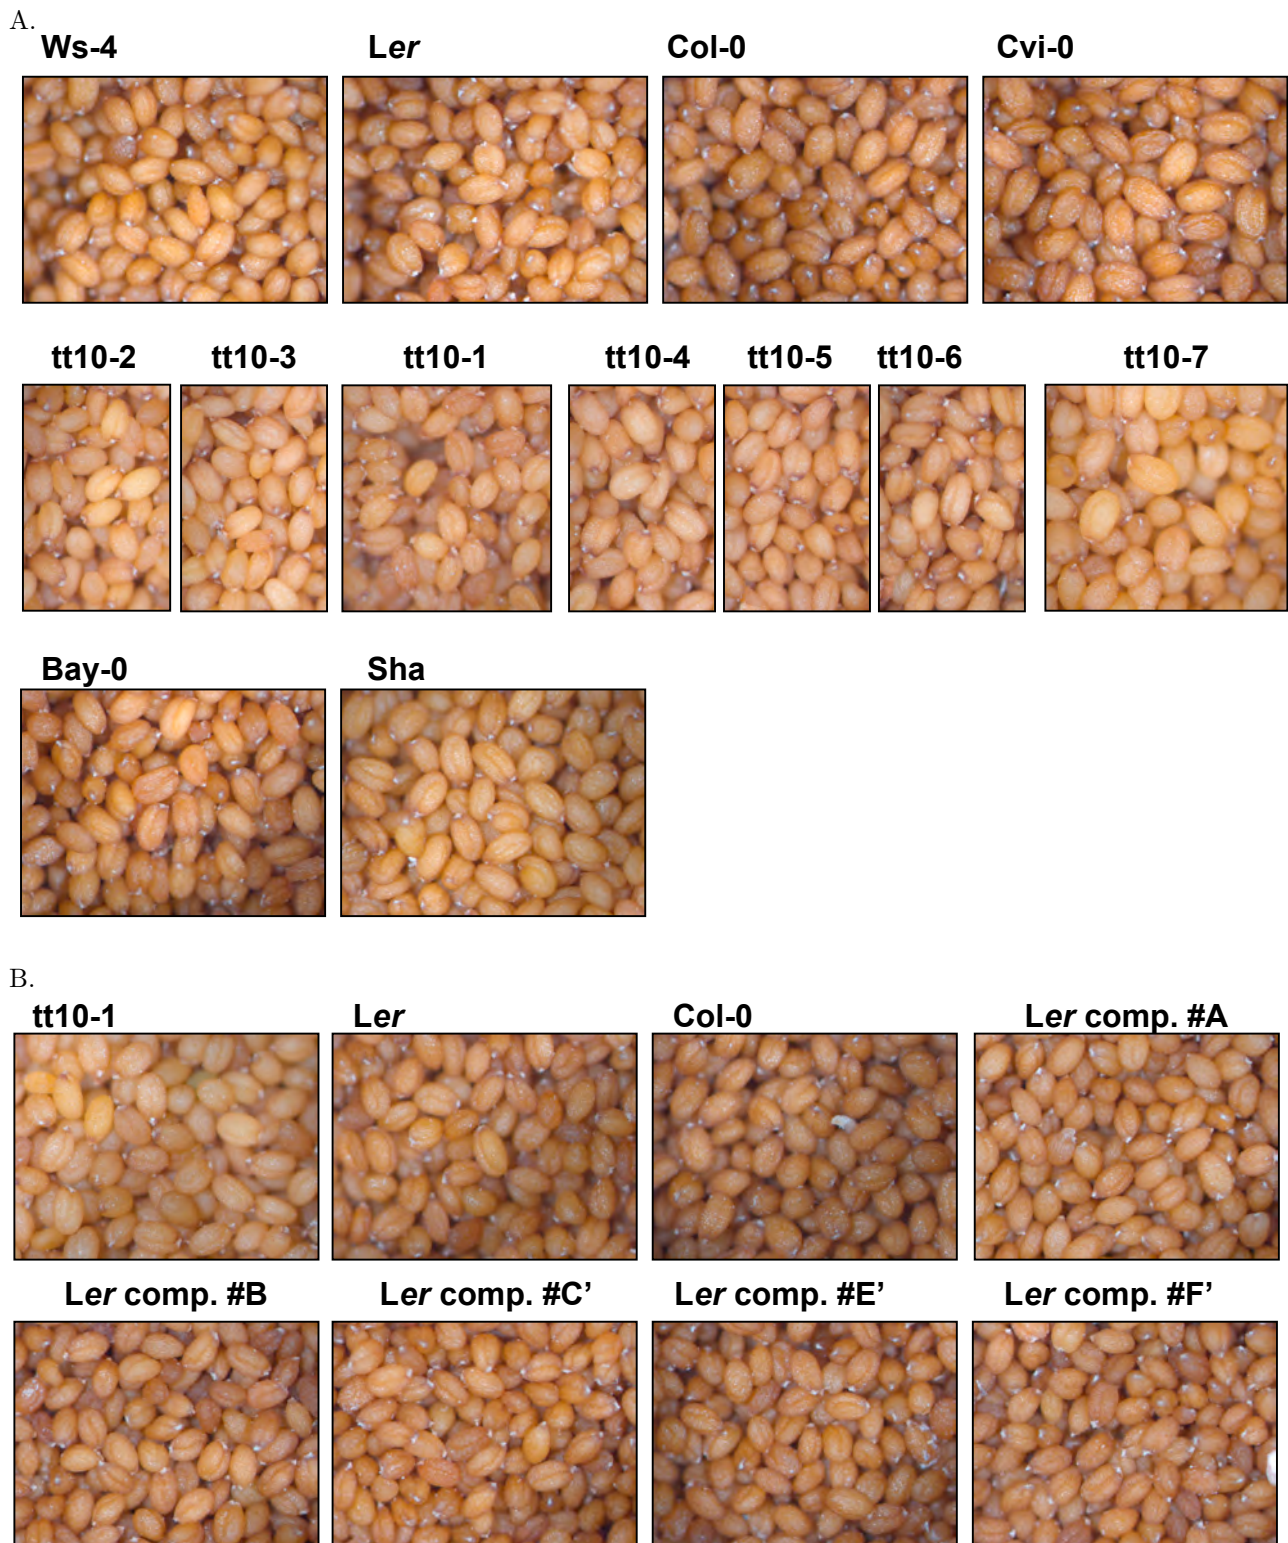 A.
Ws-4 Ler Col-0 Cvi-0
tt10-2 tt10-3 tt10-1 tt10-4 tt10-5 tt10-6 tt10-7
Bay-0 Sha
B.
tt10-1 Ler Col-0 Ler comp. #A
Ler comp. #B Ler comp. #C’ Ler comp. #E’ Ler comp. #F’